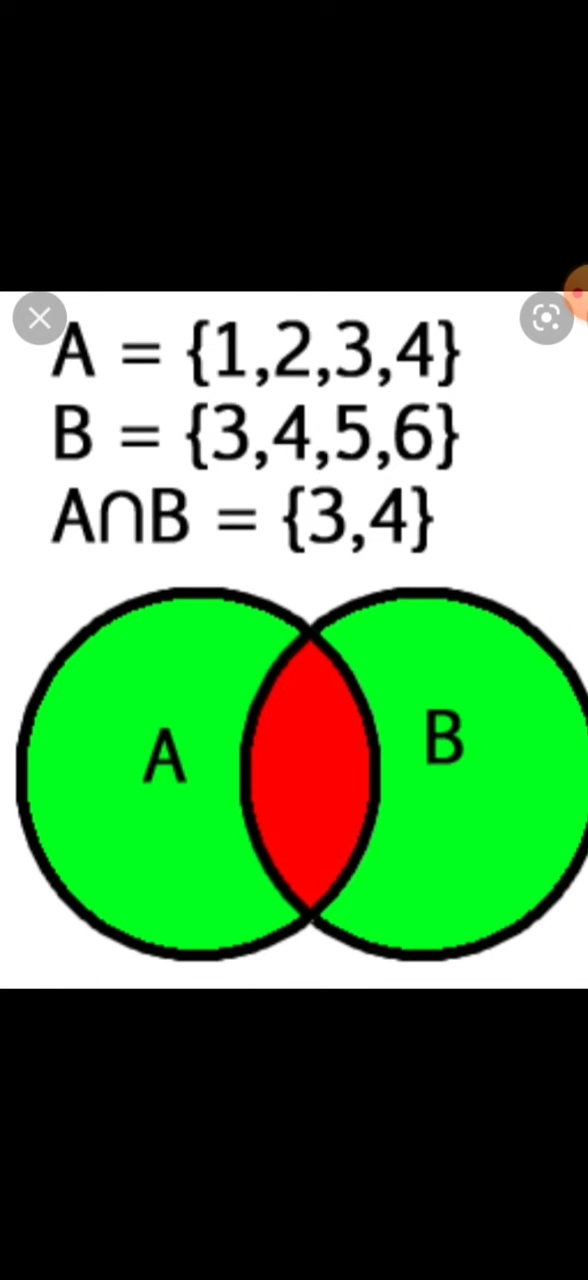 A = {1,2,3,4}
B = {3,4,5,6}
A∩B = {3,4}
A
B